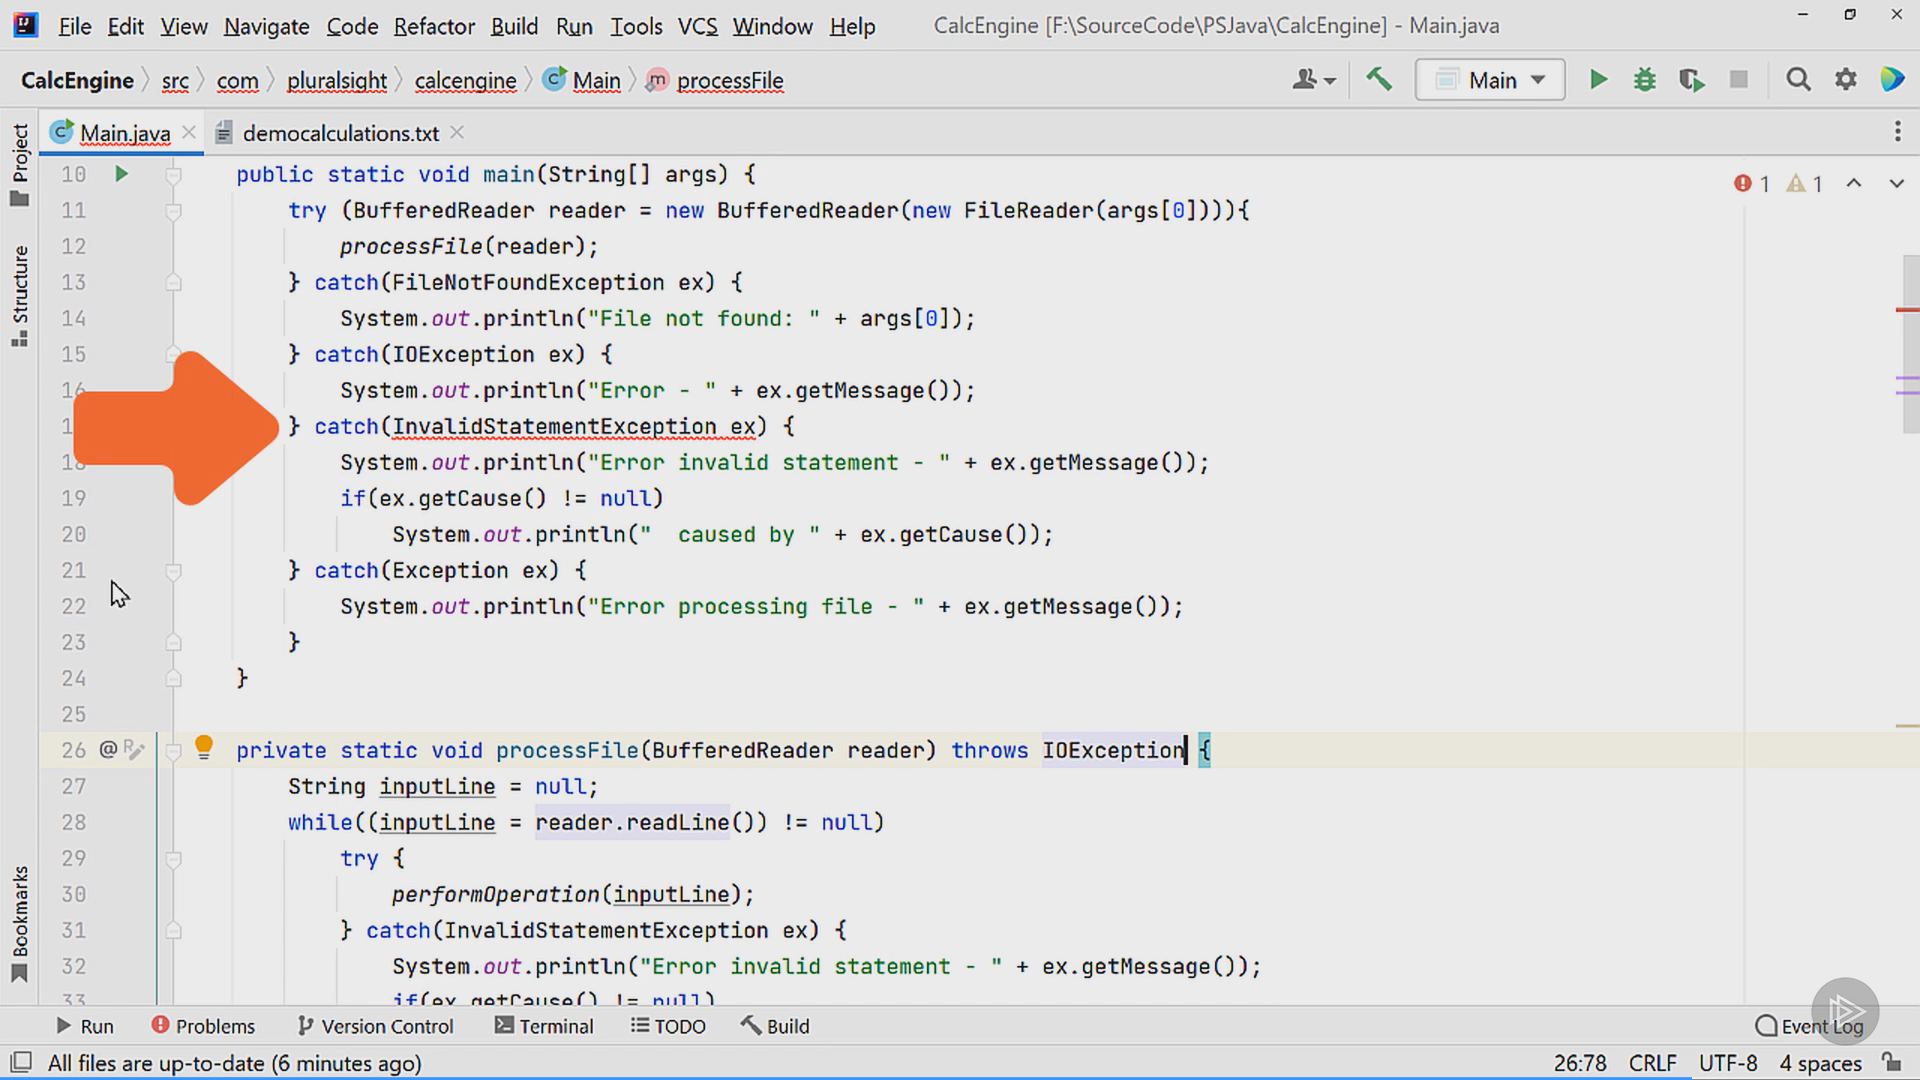 File Edit View Navigate Code Refactor Build Run Tools VCS Window Help CalcEngine [F:\SourceCode\PSJava\CalcEngine] - Main.java
CalcEngine src com pluralsight calcengine Main processFile Main
Main.java democalculations.txt
Project
Structure
Bookmarks
1 1
10 public static void main(String[] args) {
11 try (BufferedReader reader = new BufferedReader(new FileReader(args[0]))){
12 processFile(reader);
13 } catch(FileNotFoundException ex) {
14 System.out.println("File not found: " + args[0]);
15 } catch(IOException ex) {
16 System.out.println("Error - " + ex.getMessage());
} catch(InvalidStatementException ex) {
18 System.out.println("Error invalid statement - " + ex.getMessage());
19 if(ex.getCause() != null)
20 System.out.println("  caused by " + ex.getCause());
21 } catch(Exception ex) {
22 System.out.println("Error processing file - " + ex.getMessage());
23 }
24 }
25
26 @ private static void processFile(BufferedReader reader) throws IOException {
27 String inputLine = null;
28 while((inputLine = reader.readLine()) != null)
29 try {
30 performOperation(inputLine);
31 } catch(InvalidStatementException ex) {
32 System.out.println("Error invalid statement - " + ex.getMessage());
33 if(ex.getCause() != null)
Run Problems Version Control Terminal TODO Build Event Log
All files are up-to-date (6 minutes ago) 26:78 CRLF UTF-8 4 spaces